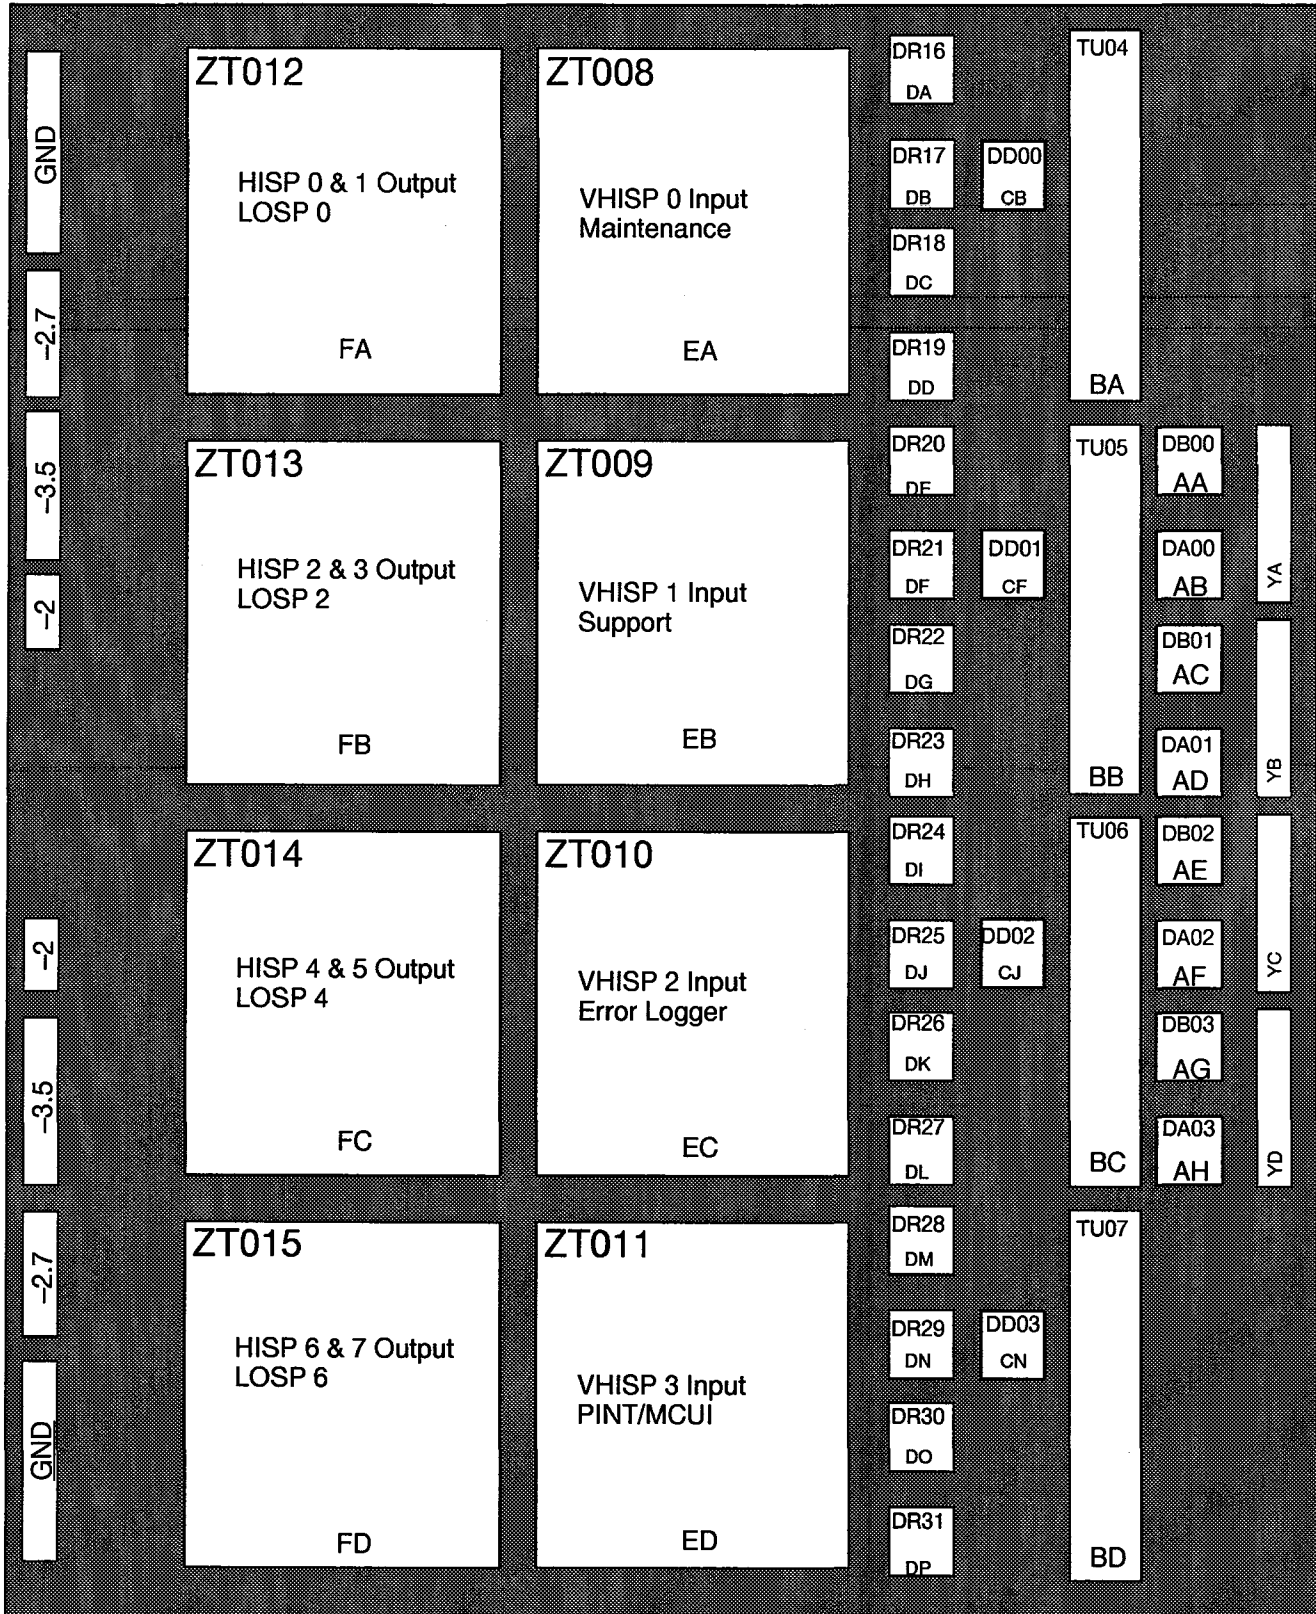 GND
-2.7
-3.5
-2
-2
-3.5
-2.7
GND
ZT012
HISP 0 & 1 Output
LOSP 0
FA
ZT013
HISP 2 & 3 Output
LOSP 2
FB
ZT014
HISP 4 & 5 Output
LOSP 4
FC
ZT015
HISP 6 & 7 Output
LOSP 6
FD
ZT008
VHISP 0 Input
Maintenance
EA
ZT009
VHISP 1 Input
Support
EB
ZT010
VHISP 2 Input
Error Logger
EC
ZT011
VHISP 3 Input
PINT/MCUI
ED
DR16
DA
DR17
DB
DR18
DC
DR19
DD
DR20
DE
DR21
DF
DR22
DG
DR23
DH
DR24
DI
DR25
DJ
DR26
DK
DR27
DL
DR28
DM
DR29
DN
DR30
DO
DR31
DP
DD00
CB
DD01
CF
DD02
CJ
DD03
CN
TU04
BA
TU05
BB
TU06
BC
TU07
BD
DB00
AA
DA00
AB
DB01
AC
DA01
AD
DB02
AE
DA02
AF
DB03
AG
DA03
AH
YA
YB
YC
YD